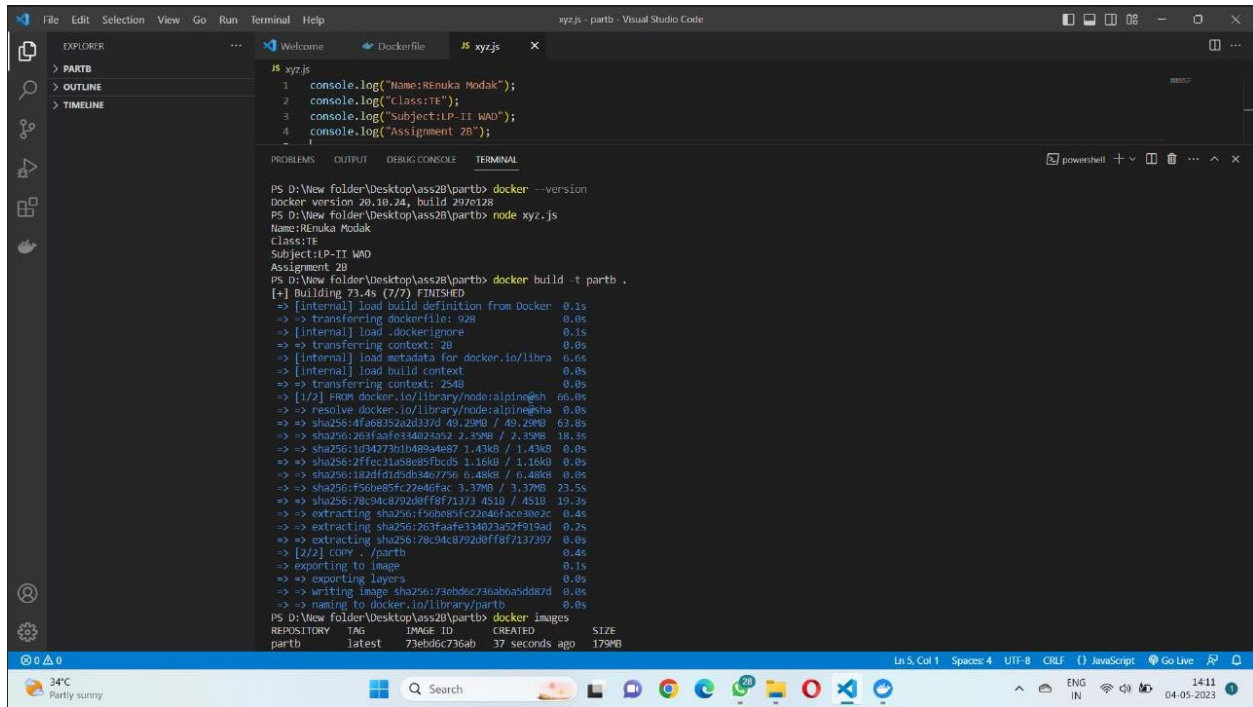 File Edit Selection View Go Run Terminal Help xyz.js - partb - Visual Studio Code
EXPLORER ... Welcome Dockerfile JS xyz.js X ...
> PARTB
> OUTLINE
> TIMELINE
JS xyz.js
1 console.log("Name:REnuka Modak");
2 console.log("Class:TE");
3 console.log("Subject:LP-II WAD");
4 console.log("Assignment 2B");
PROBLEMS OUTPUT DEBUG CONSOLE TERMINAL powershell
PS D:\New folder\Desktop\ass2B\partb> docker --version
Docker version 20.10.24, build 297e128
PS D:\New folder\Desktop\ass2B\partb> node xyz.js
Name:REnuka Modak
Class:TE
Subject:LP-II WAD
Assignment 2B
PS D:\New folder\Desktop\ass2B\partb> docker build -t partb .
[+] Building 73.4s (7/7) FINISHED
=> [internal] load build definition from Docker 0.1s
=> => transferring dockerfile: 92B 0.0s
=> [internal] load .dockerignore 0.1s
=> => transferring context: 2B 0.0s
=> [internal] load metadata for docker.io/libra 6.6s
=> [internal] load build context 0.0s
=> => transferring context: 254B 0.0s
=> [1/2] FROM docker.io/library/node:alpine@sh 66.0s
=> => resolve docker.io/library/node:alpine@sha 0.0s
=> => sha256:4fa68352a2d337d 49.29MB / 49.29MB 63.8s
=> => sha256:263faafe334023a52 2.35MB / 2.35MB 18.3s
=> => sha256:1d34273b1b489a4e87 1.43kB / 1.43kB 0.0s
=> => sha256:2ffec31a58e85fbcd5 1.16kB / 1.16kB 0.0s
=> => sha256:182dfd1d5db3467756 6.48kB / 6.48kB 0.0s
=> => sha256:f56be85fc22e46fac 3.37MB / 3.37MB 23.5s
=> => sha256:78c94c8792d0ff8f71373 451B / 451B 19.3s
=> => extracting sha256:f56be85fc22e46face30e2c 0.4s
=> => extracting sha256:263faafe334023a52f919ad 0.2s
=> => extracting sha256:78c94c8792d0ff8f7137397 0.0s
=> [2/2] COPY . /partb 0.4s
=> exporting to image 0.1s
=> => exporting layers 0.0s
=> => writing image sha256:73ebd6c736ab6a5dd87d 0.0s
=> => naming to docker.io/library/partb 0.0s
PS D:\New folder\Desktop\ass2B\partb> docker images
REPOSITORY TAG IMAGE ID CREATED SIZE
partb latest 73ebd6c736ab 37 seconds ago 179MB
0 0 Ln 5, Col 1 Spaces: 4 UTF-8 CRLF {} JavaScript Go Live
34°C
Partly sunny
Search
28
ENG
IN
14:11
04-05-2023
1